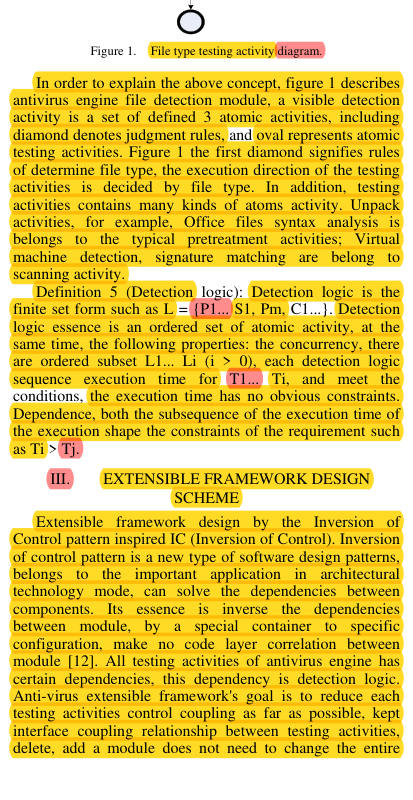 Figure 1. File type testing activity diagram.
In order to explain the above concept, figure 1 describes
antivirus engine file detection module, a visible detection
activity is a set of defined 3 atomic activities, including
diamond denotes judgment rules, and oval represents atomic
testing activities. Figure 1 the first diamond signifies rules
of determine file type, the execution direction of the testing
activities is decided by file type. In addition, testing
activities contains many kinds of atoms activity. Unpack
activities, for example, Office files syntax analysis is
belongs to the typical pretreatment activities; Virtual
machine detection, signature matching are belong to
scanning activity.
Definition 5 (Detection logic): Detection logic is the
finite set form such as L = {P1... S1, Pm, C1...}. Detection
logic essence is an ordered set of atomic activity, at the
same time, the following properties: the concurrency, there
are ordered subset L1... Li (i > 0), each detection logic
sequence execution time for T1... Ti, and meet the
conditions, the execution time has no obvious constraints.
Dependence, both the subsequence of the execution time of
the execution shape the constraints of the requirement such
as Ti > Tj.
III. EXTENSIBLE FRAMEWORK DESIGN
SCHEME
Extensible framework design by the Inversion of
Control pattern inspired IC (Inversion of Control). Inversion
of control pattern is a new type of software design patterns,
belongs to the important application in architectural
technology mode, can solve the dependencies between
components. Its essence is inverse the dependencies
between module, by a special container to specific
configuration, make no code layer correlation between
module [12]. All testing activities of antivirus engine has
certain dependencies, this dependency is detection logic.
Anti-virus extensible framework's goal is to reduce each
testing activities control coupling as far as possible, kept
interface coupling relationship between testing activities,
delete, add a module does not need to change the entire